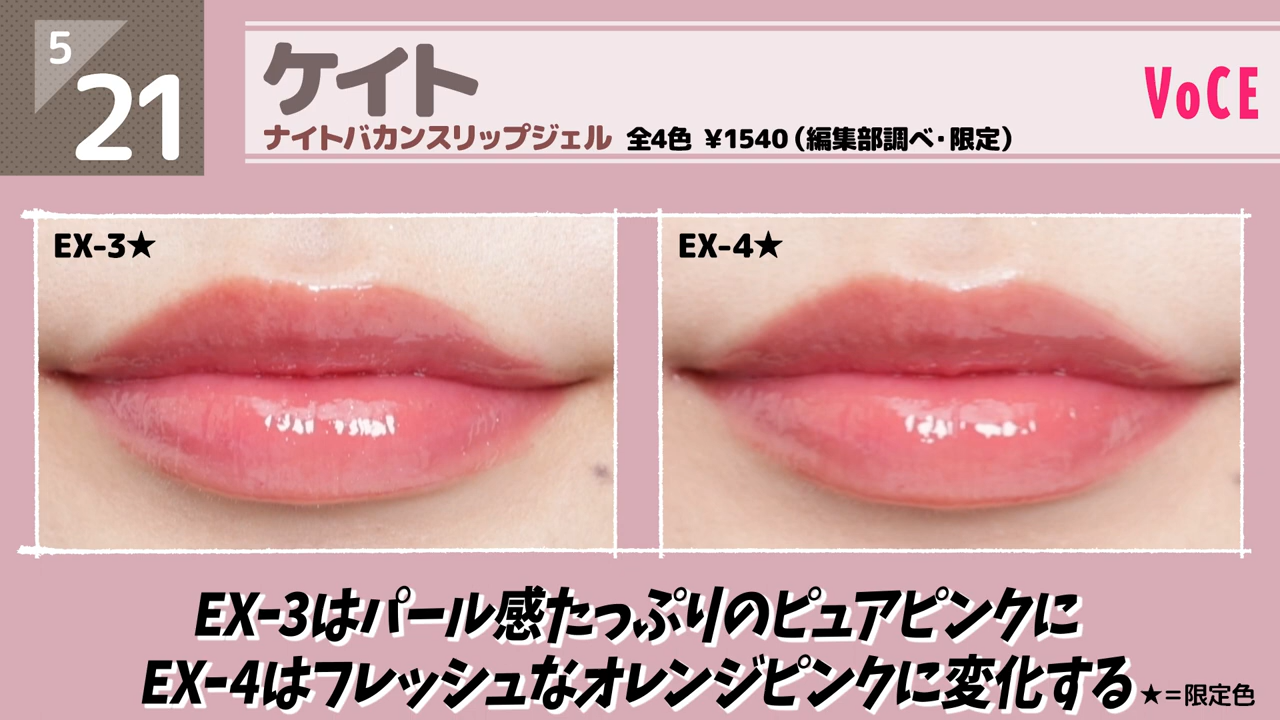 5
21
ケイト
VOCE
ナイトバカンスリップジェル 全4色 ¥1540(編集部調べ・限定)
EX-3★
EX-4★
EX-3はパール感たっぷりのピュアピンクに
EX-4はフレッシュなオレンジピンクに変化する
★=限定色